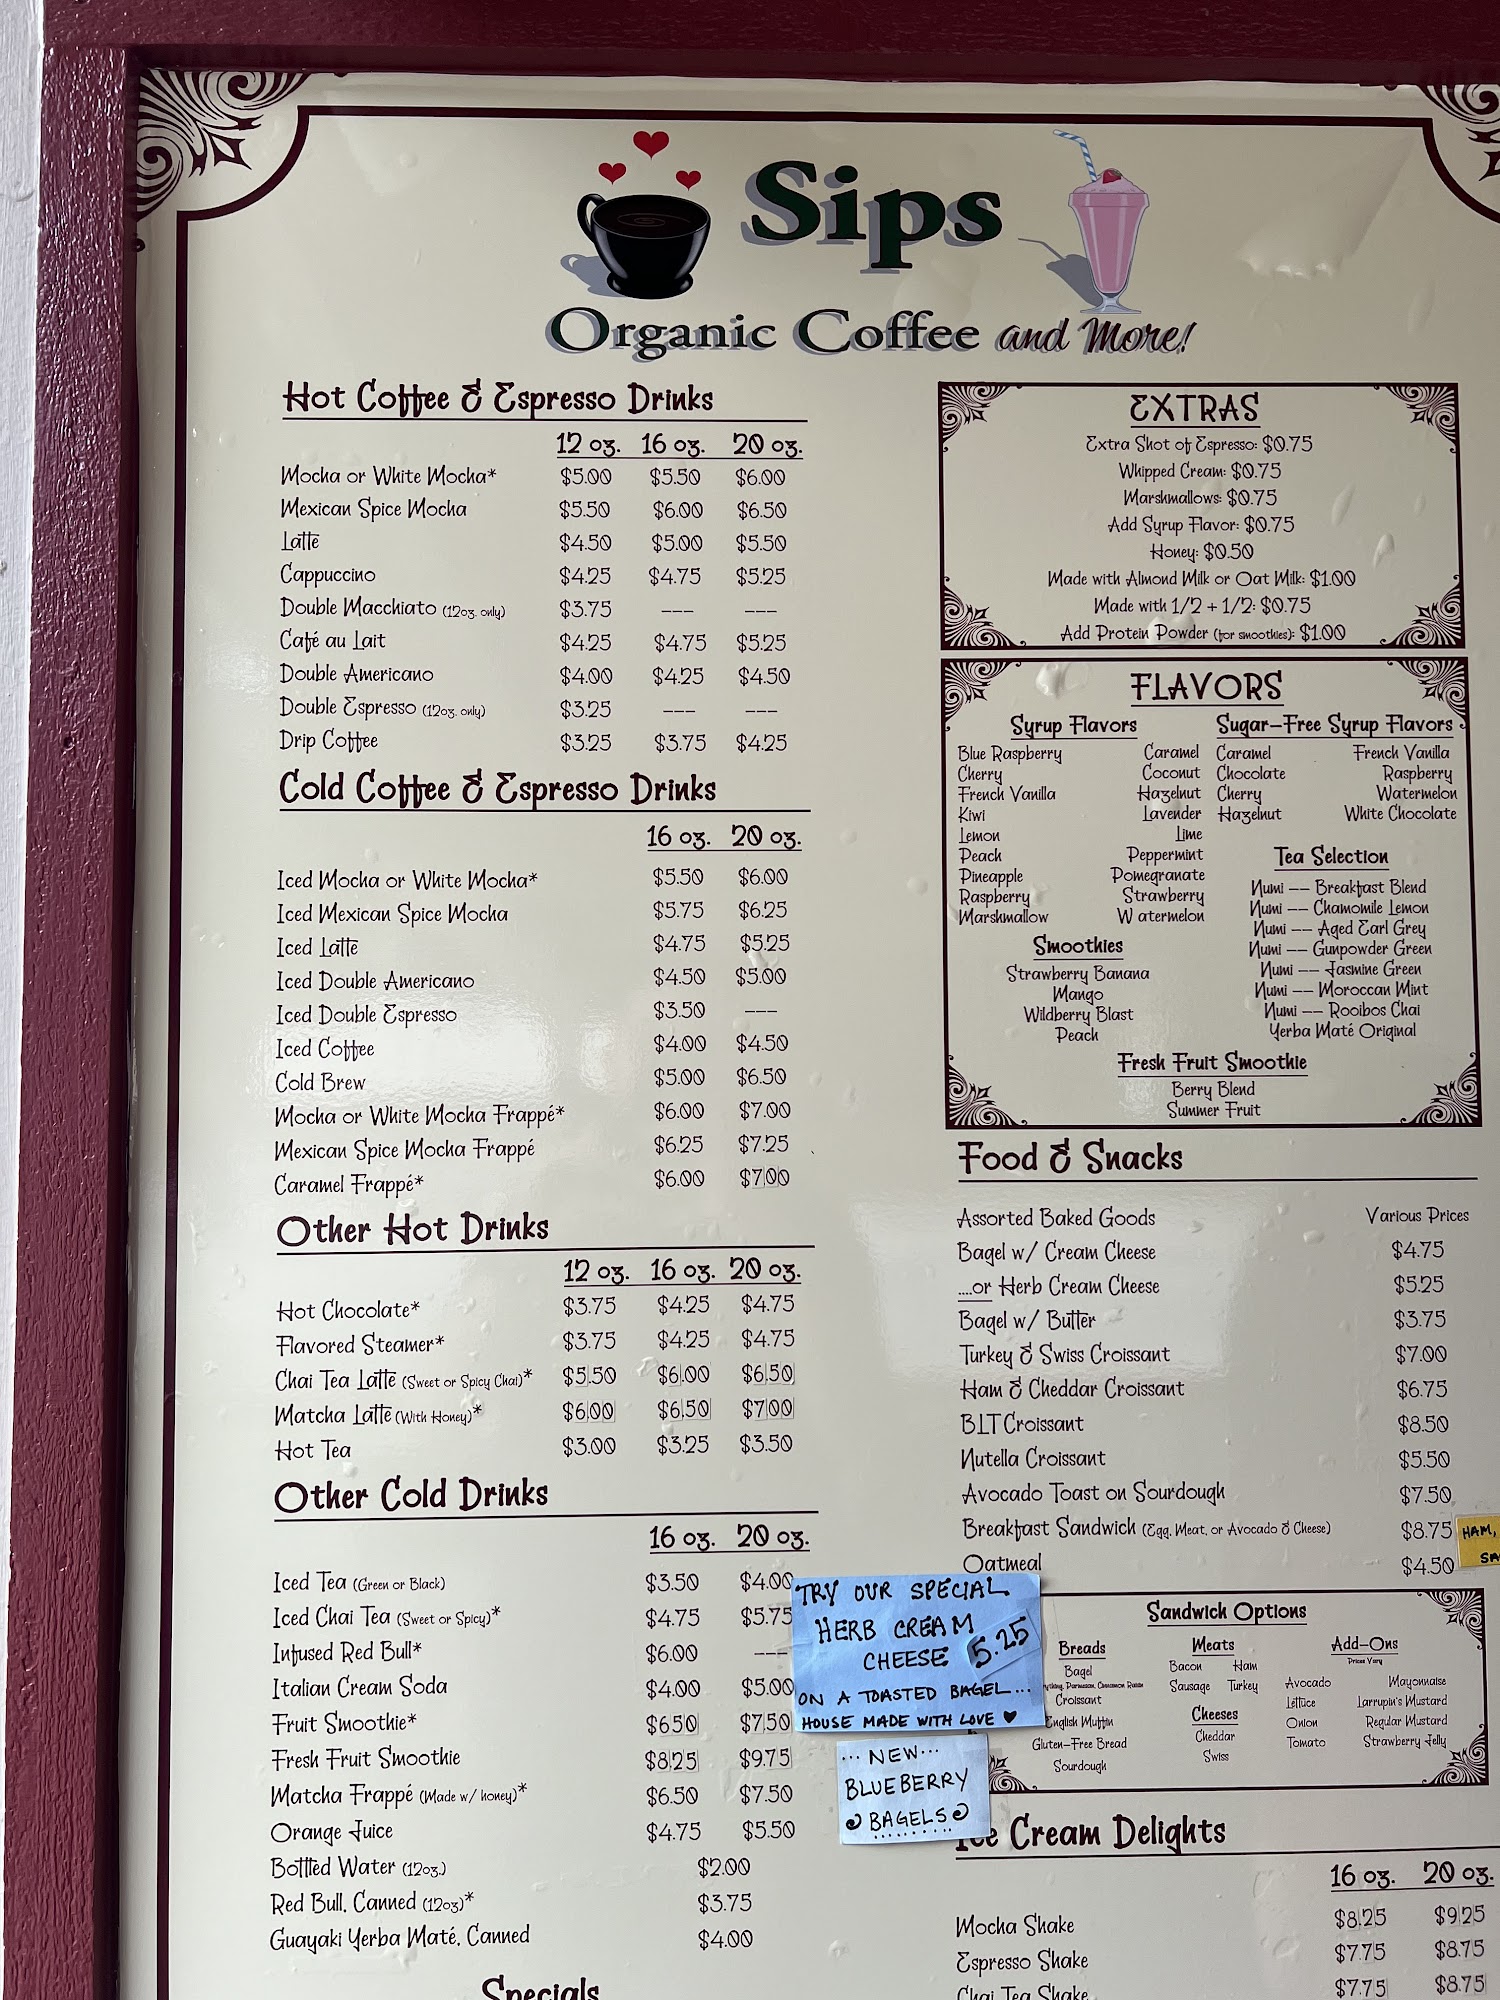 Sips
Organic Coffee and More!
Hot Coffee & Espresso Drinks
12 oz. 16 oz. 20 oz.
Mocha or White Mocha* $5.00 $5.50 $6.00
Mexican Spice Mocha $5.50 $6.00 $6.50
Latte $4.50 $5.00 $5.50
Cappuccino $4.25 $4.75 $5.25
Double Macchiato (12oz. only) $3.75 --- ---
Café au Lait $4.25 $4.75 $5.25
Double Americano $4.00 $4.25 $4.50
Double Espresso (12oz. only) $3.25 --- ---
Drip Coffee $3.25 $3.75 $4.25
Cold Coffee & Espresso Drinks
16 oz. 20 oz.
Iced Mocha or White Mocha* $5.50 $6.00
Iced Mexican Spice Mocha $5.75 $6.25
Iced Latte $4.75 $5.25
Iced Double Americano $4.50 $5.00
Iced Double Espresso $3.50 ---
Iced Coffee $4.00 $4.50
Cold Brew $5.00 $6.50
Mocha or White Mocha Frappé* $6.00 $7.00
Mexican Spice Mocha Frappé $6.25 $7.25
Caramel Frappé* $6.00 $7.00
Other Hot Drinks
12 oz. 16 oz. 20 oz.
Hot Chocolate* $3.75 $4.25 $4.75
Flavored Steamer* $3.75 $4.25 $4.75
Chai Tea Latte (Sweet or Spicy Chai)* $5.50 $6.00 $6.50
Matcha Latte (With Honey)* $6.00 $6.50 $7.00
Hot Tea $3.00 $3.25 $3.50
Other Cold Drinks
16 oz. 20 oz.
Iced Tea (Green or Black) $3.50 $4.00
Iced Chai Tea (Sweet or Spicy)* $4.75 $5.75
Infused Red Bull* $6.00 ---
Italian Cream Soda $4.00 $5.00
Fruit Smoothie* $6.50 $7.50
Fresh Fruit Smoothie $8.25 $9.75
Matcha Frappé (Made w/ honey)* $6.50 $7.50
Orange Juice $4.75 $5.50
Bottled Water (12oz.) $2.00
Red Bull, Canned (12oz)* $3.75
Guayaki Yerba Maté, Canned $4.00
Specials
EXTRAS
Extra Shot of Espresso: $0.75
Whipped Cream: $0.75
Marshmallows: $0.75
Add Syrup Flavor: $0.75
Honey: $0.50
Made with Almond Milk or Oat Milk: $1.00
Made with 1/2 + 1/2: $0.75
Add Protein Powder (for smoothies): $1.00
FLAVORS
Syrup Flavors
Blue Raspberry Caramel
Cherry Coconut
French Vanilla Hazelnut
Kiwi Lavender
Lemon Lime
Peach Peppermint
Pineapple Pomegranate
Raspberry Strawberry
Marshmallow Watermelon
Sugar-Free Syrup Flavors
Caramel French Vanilla
Chocolate Raspberry
Cherry Watermelon
Hazelnut White Chocolate
Smoothies
Strawberry Banana
Mango
Wildberry Blast
Peach
Tea Selection
Numi -- Breakfast Blend
Numi -- Chamomile Lemon
Numi -- Aged Earl Grey
Numi -- Gunpowder Green
Numi -- Jasmine Green
Numi -- Moroccan Mint
Numi -- Rooibos Chai
Yerba Maté Original
Fresh Fruit Smoothie
Berry Blend
Summer Fruit
Food & Snacks
Assorted Baked Goods Various Prices
Bagel w/ Cream Cheese $4.75
....or Herb Cream Cheese $5.25
Bagel w/ Butter $3.75
Turkey & Swiss Croissant $7.00
Ham & Cheddar Croissant $6.75
BLT Croissant $8.50
Nutella Croissant $5.50
Avocado Toast on Sourdough $7.50
Breakfast Sandwich (Egg, Meat, or Avocado & Cheese) $8.75
Oatmeal $4.50
HAM,
TRY OUR SPECIAL
HERB CREAM
CHEESE 5.25
ON A TOASTED BAGEL...
HOUSE MADE WITH LOVE ♥
... NEW...
BLUEBERRY
BAGELS
Sandwich Options
Breads
Bagel
Parmesan, Cinnamon Raisin
Croissant
English Muffin
Gluten-Free Bread
Sourdough
Meats
Bacon Ham
Sausage Turkey
Cheeses
Cheddar
Swiss
Add-Ons
Prices Vary
Avocado Mayonnaise
Lettuce Larrupin's Mustard
Onion Regular Mustard
Tomato Strawberry Jelly
Ice Cream Delights
16 oz. 20 oz.
Mocha Shake $8.25 $9.25
Espresso Shake $7.75 $8.75
Chai Tea Shake $7.75 $8.75